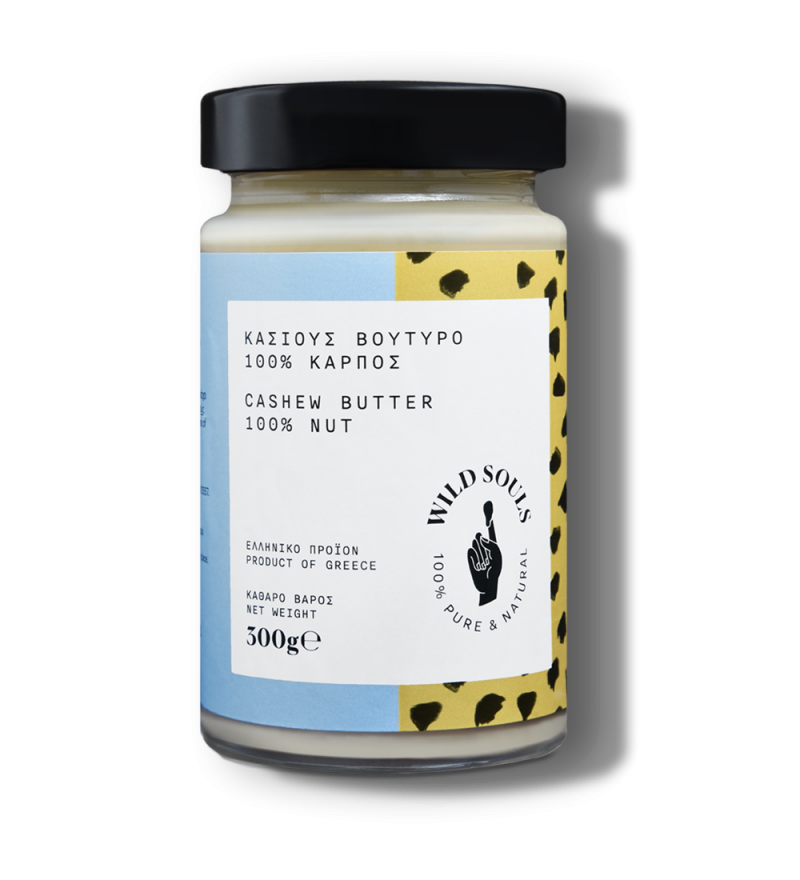 ΚΑΣΙΟΥΣ ΒΟΥΤΥΡΟ
100% ΚΑΡΠΟΣ
CASHEW BUTTER
100% NUT
WILD SOULS
100% PURE & NATURAL
ΕΛΛΗΝΙΚΟ ΠΡΟΪΟΝ
PRODUCT OF GREECE
ΚΑΘΑΡΟ ΒΑΡΟΣ
NET WEIGHT
300g℮